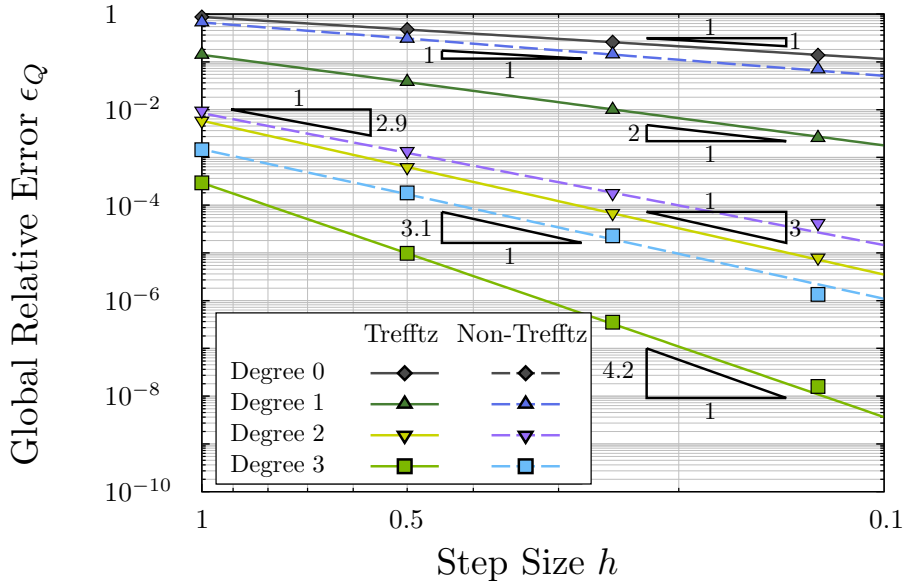 Global Relative Error ϵ_Q
1
10^−2
10^−4
10^−6
10^−8
10^−10
1
1
1
1
1
2.9
2
1
3.1
1
1
3
4.2
1
Trefftz Non-Trefftz
Degree 0
Degree 1
Degree 2
Degree 3
1 0.5 0.1
Step Size h